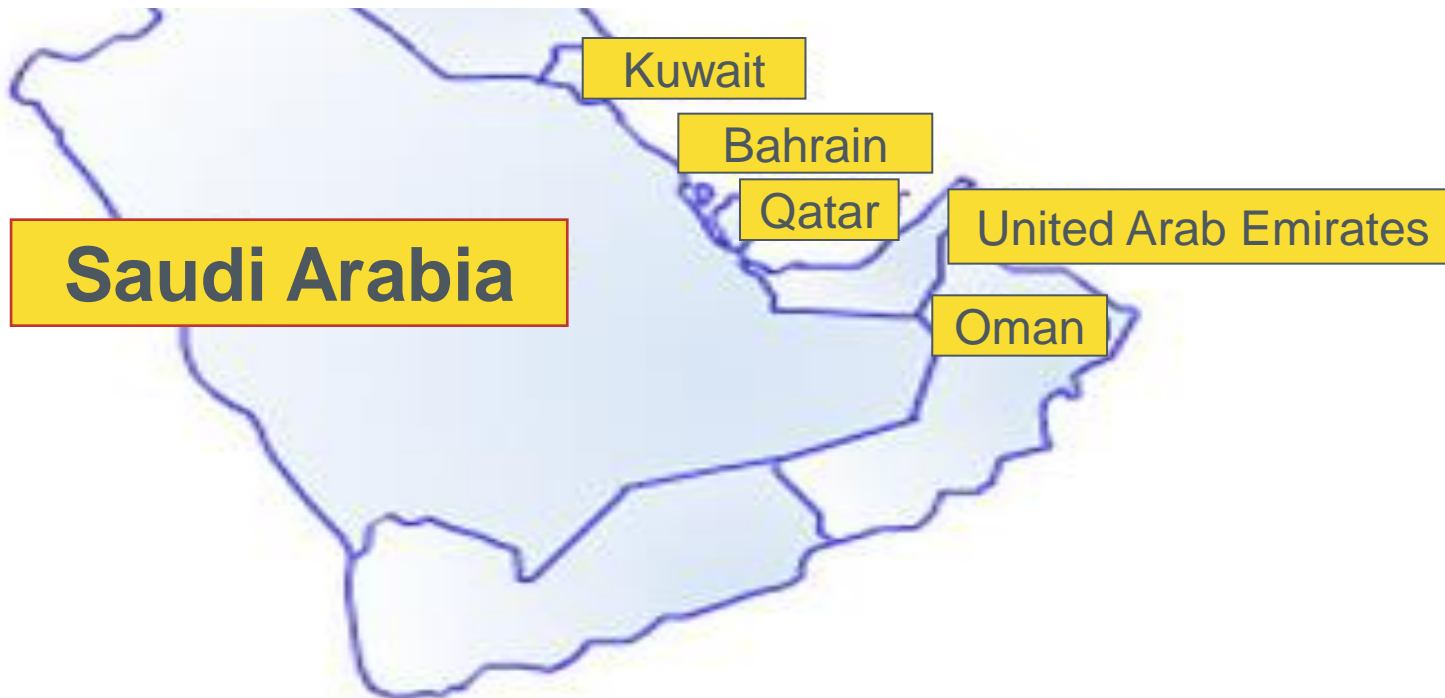 Kuwait
Bahrain
Qatar
United Arab Emirates
Saudi Arabia
Oman